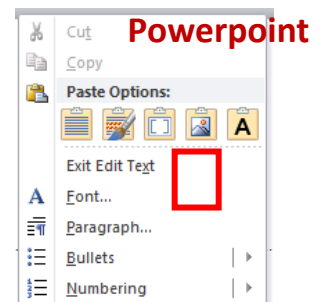 Cut
Powerpoint
Copy
Paste Options:
A
Exit Edit Text
A Font...
Paragraph...
Bullets
Numbering